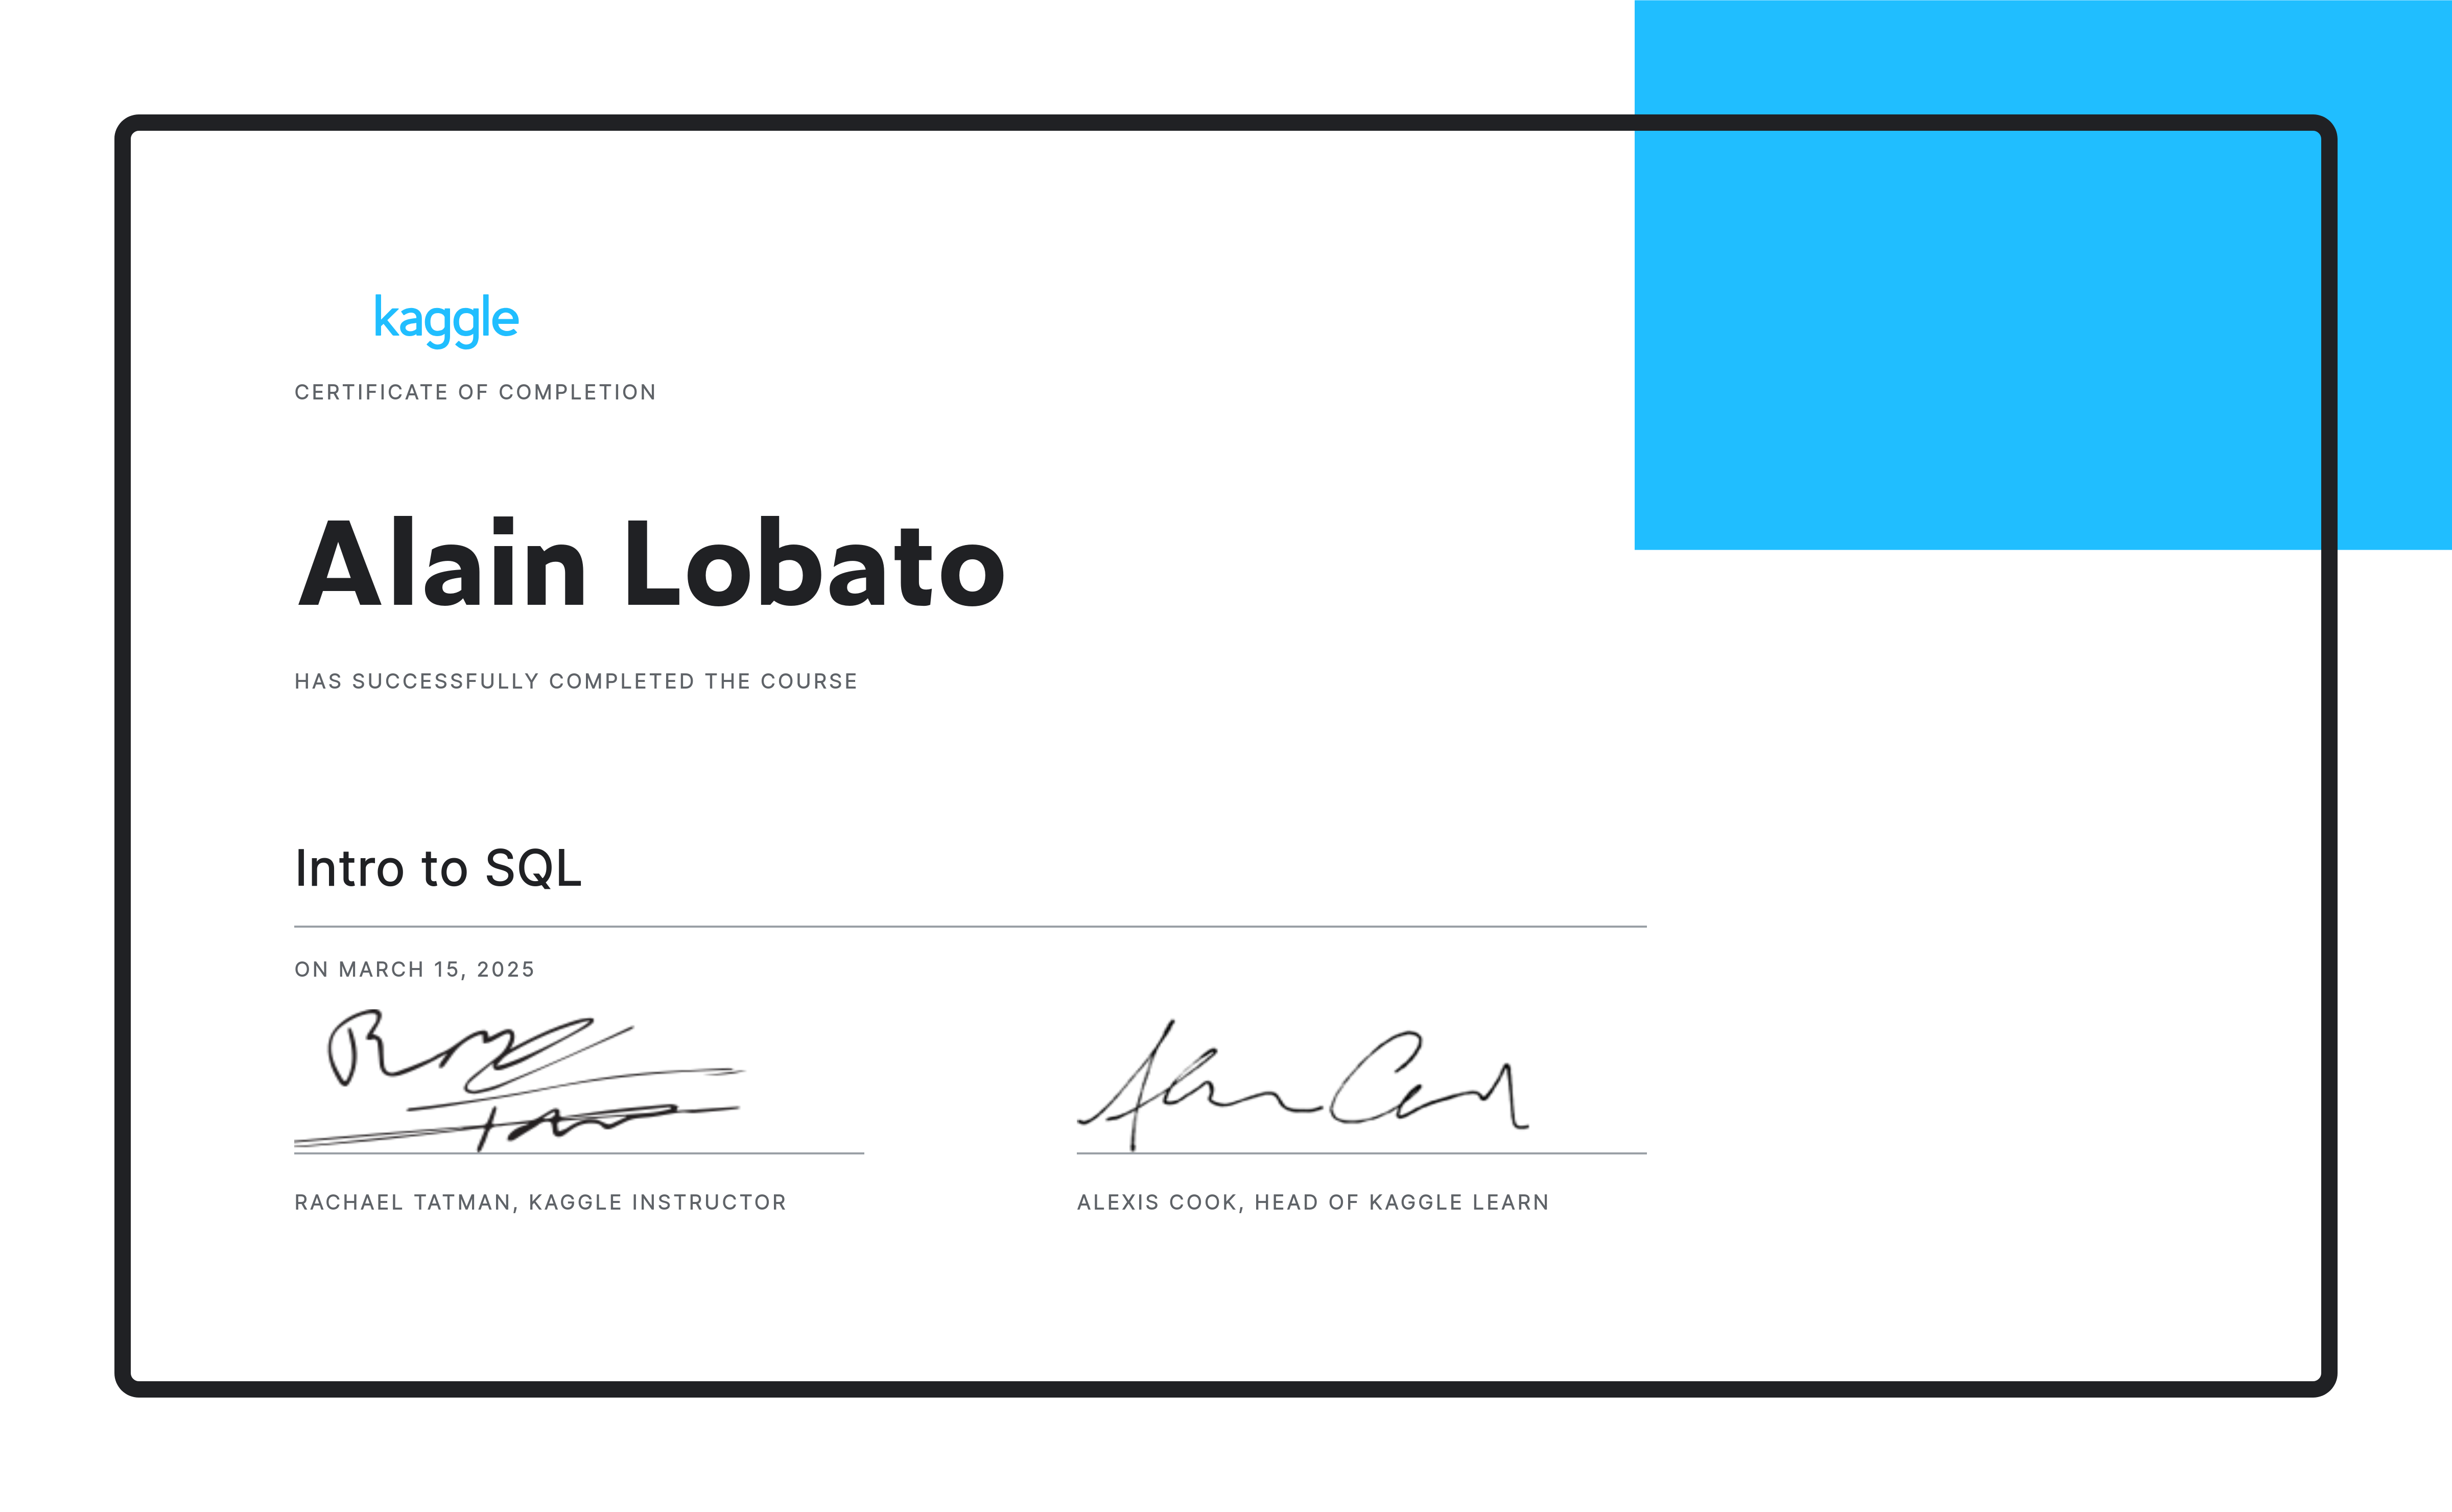 kaggle
CERTIFICATE OF COMPLETION
Alain Lobato
HAS SUCCESSFULLY COMPLETED THE COURSE
Intro to SQL
ON MARCH 15, 2025
RACHAEL TATMAN, KAGGLE INSTRUCTOR
ALEXIS COOK, HEAD OF KAGGLE LEARN